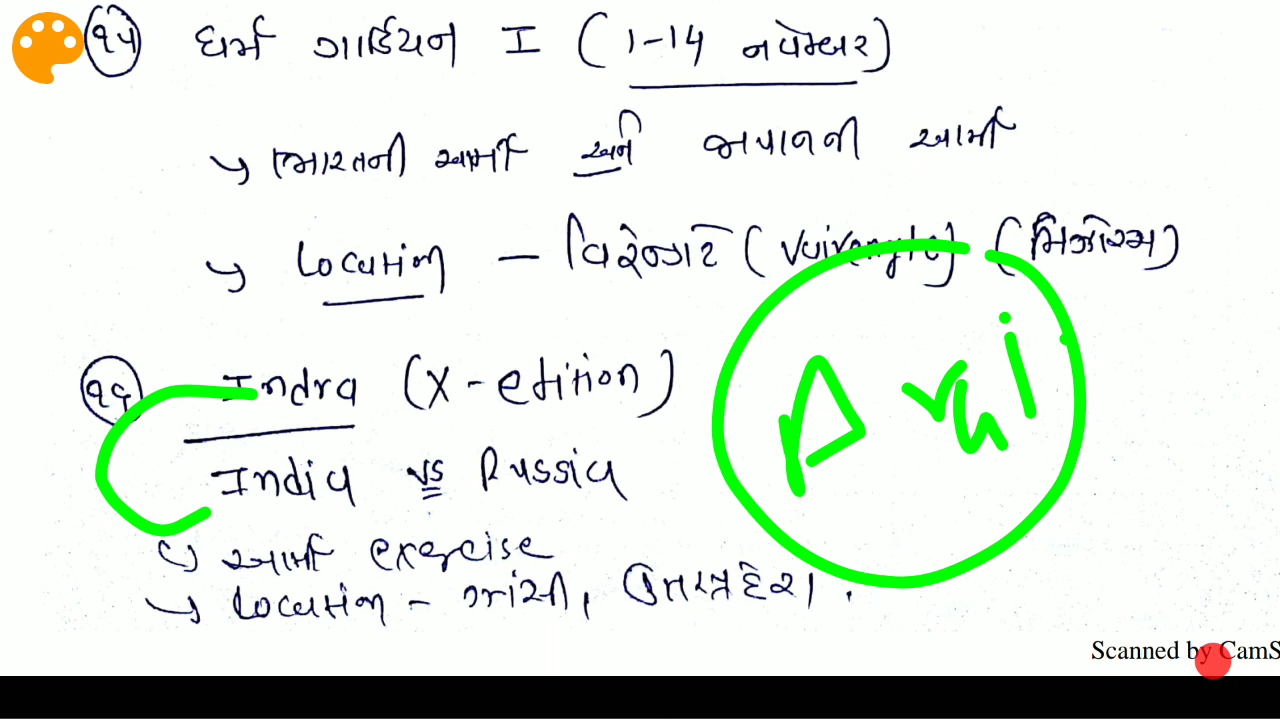 ૧૫ ધર્મ ગાર્ડિયન I (1-14 નવેમ્બર)
→ ભારતની આર્મી અને જાપાનની આર્મી
→ Location - વિરેન્ગટે (Vairengte) (મિઝોરમ)
૧૬ Indra (X-edition)
India vs Russia
→ આર્મી exercise
→ Location - બાંસી, ઉત્તરપ્રદેશ.
Scanned by CamS